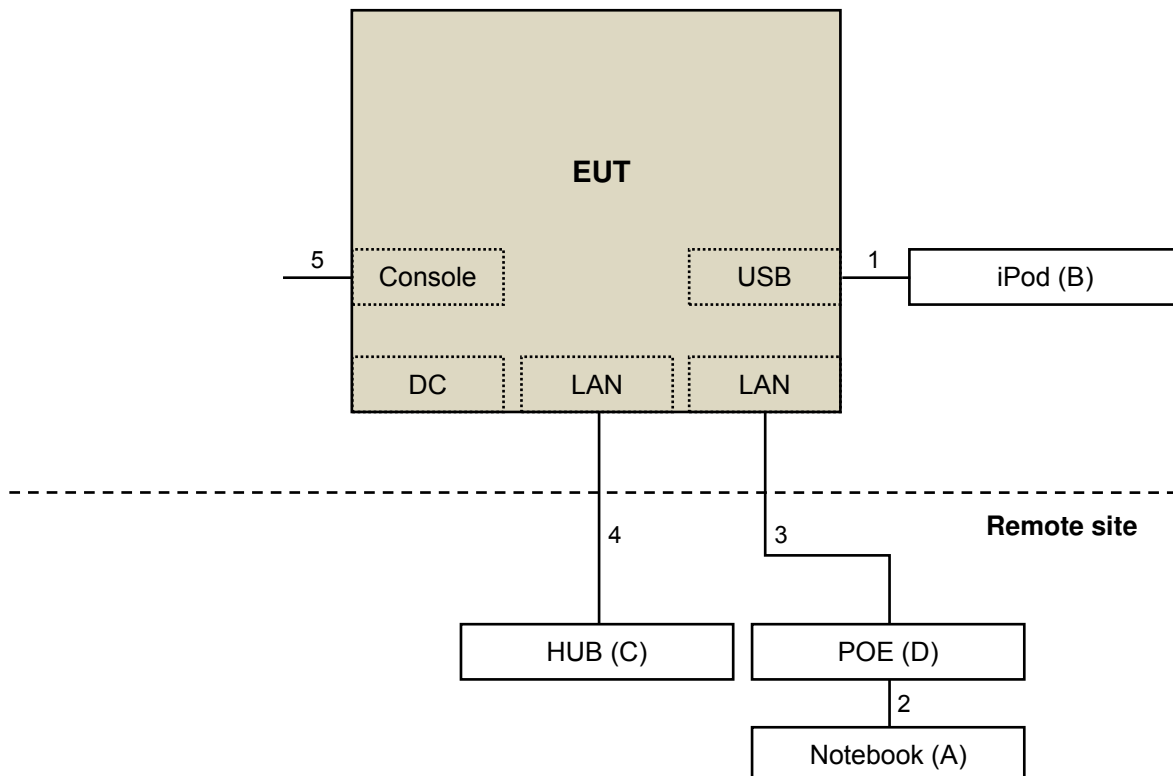 EUT
5
Console
USB
1
iPod (B)
DC
LAN
LAN
4
3
Remote site
HUB (C)
POE (D)
2
Notebook (A)